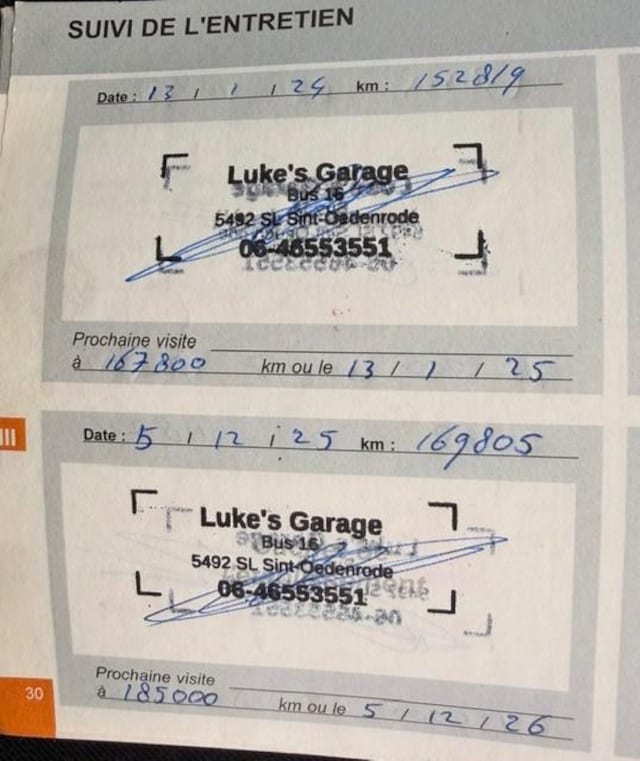 SUIVI DE L'ENTRETIEN
Date : 13 / 1 / 24 km : 152819
Luke's Garage
Bus 16
5492 SL Sint-Oedenrode
06-46553551
Prochaine visite
à 167800 km ou le 13 / 1 / 25
III
Date : 5 / 12 / 25 km : 169805
Luke's Garage
Bus 16
5492 SL Sint-Oedenrode
06-46553551
Prochaine visite
30
à 185000 km ou le 5 / 12 / 26